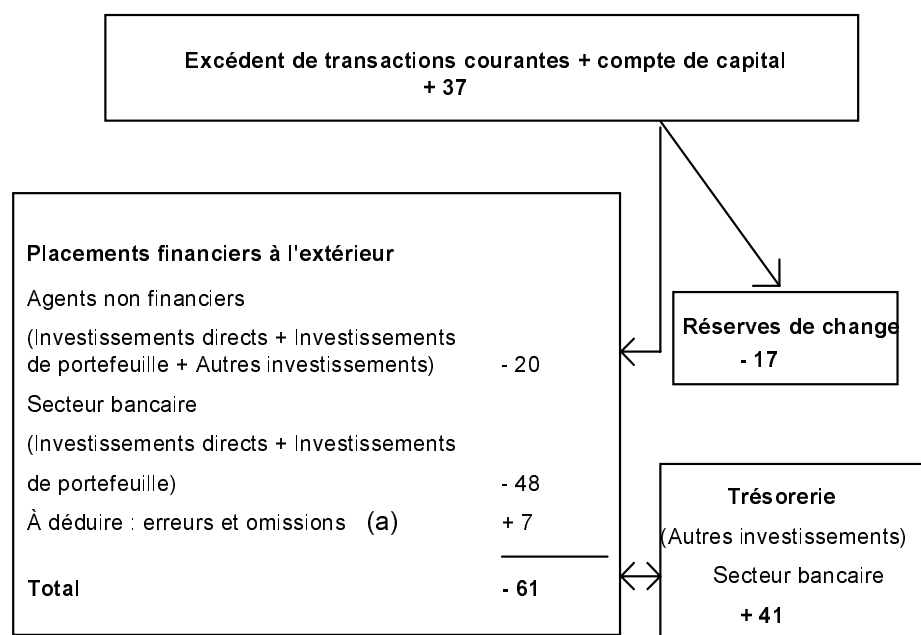 Excédent de transactions courantes + compte de capital
+ 37
Placements financiers à l'extérieur
Agents non financiers
(Investissements directs + Investissements
de portefeuille + Autres investissements) - 20
Secteur bancaire
(Investissements directs + Investissements
de portefeuille) - 48
À déduire : erreurs et omissions (a) + 7
Total - 61
Réserves de change
- 17
Trésorerie
(Autres investissements)
Secteur bancaire
+ 41